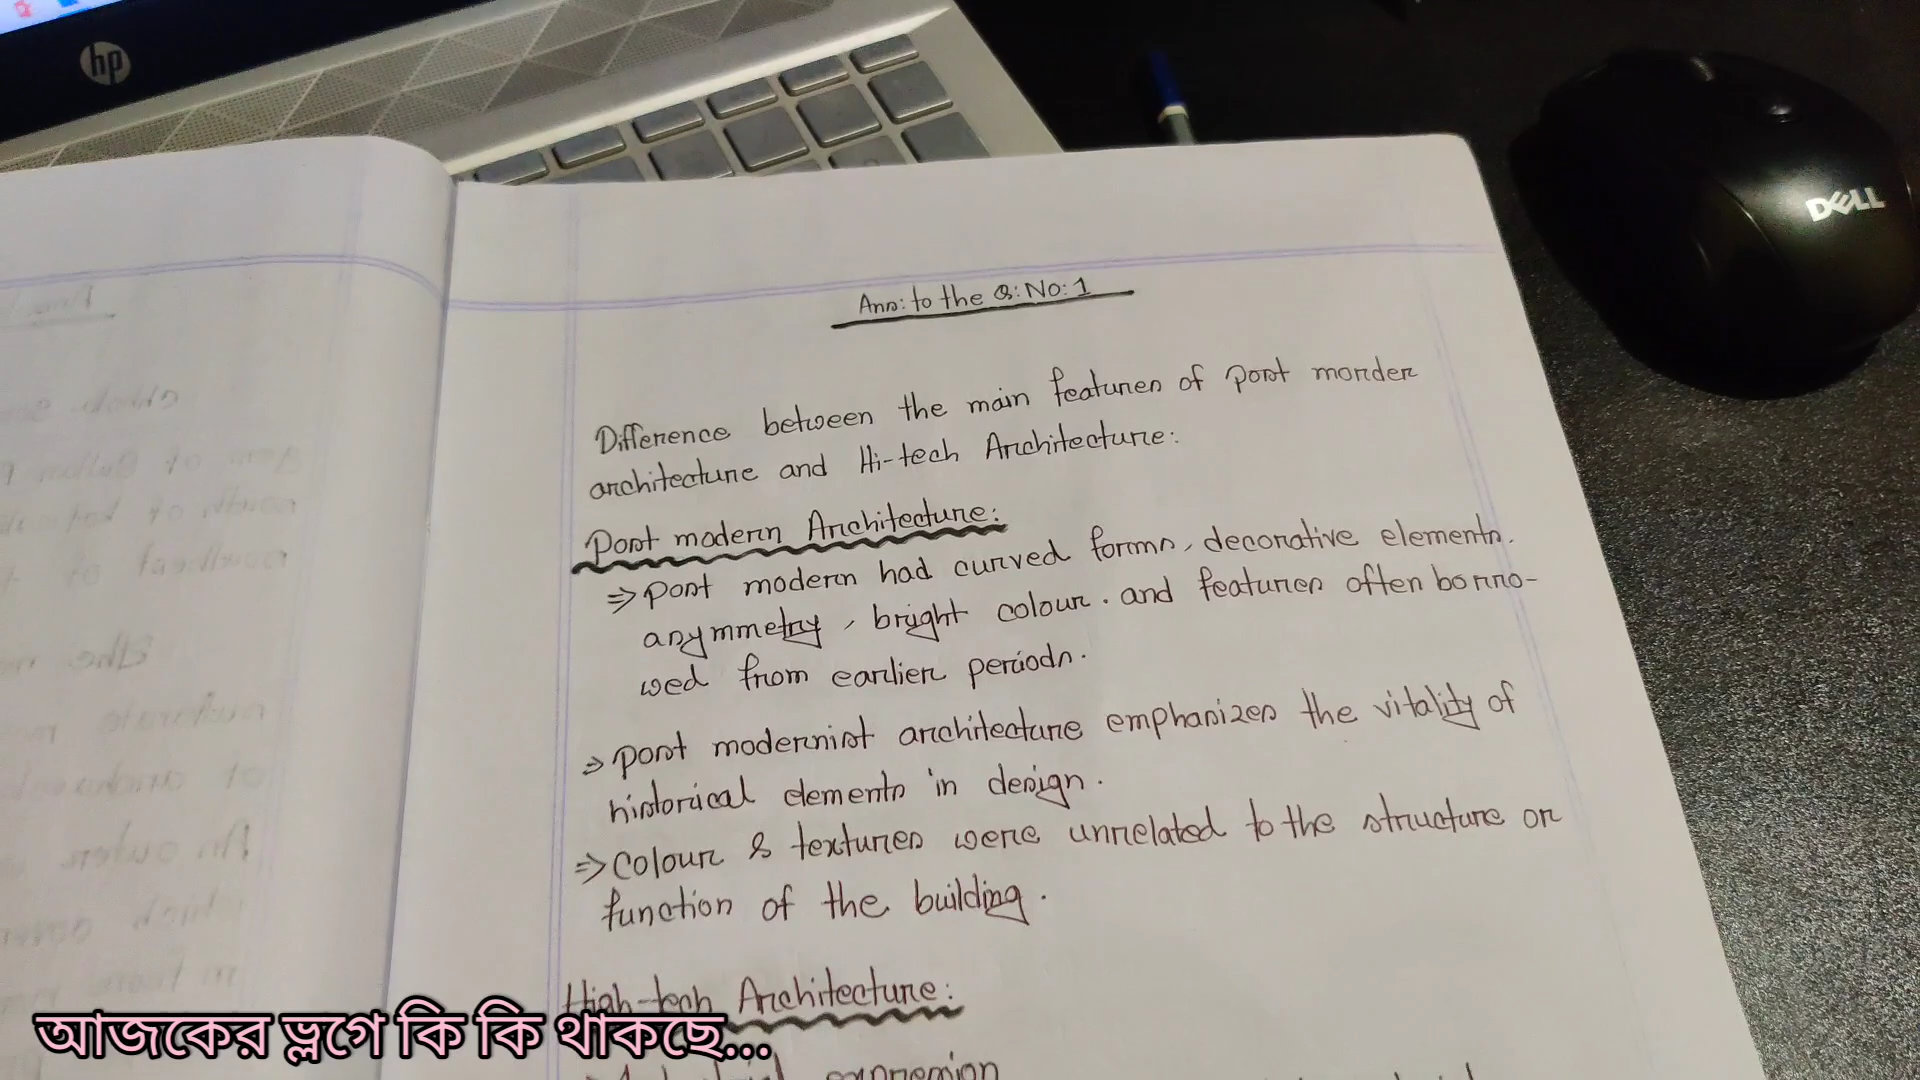 hp
DELL
Ans: to the Q: No: 1
Difference between the main features of post morder
architecture and Hi-tech Architecture:
Post modern Architecture:
⇒ post modern had curved forms, decorative elements.
asymmetry, bright colour. and features often borro-
wed from earlier periods.
⇒ post modernist architecture emphasizes the vitality of
historical elements in design.
⇒ Colour & textures were unrelated to the structure or
function of the building.
High-tech Architecture:
expression
আজকের ভ্লগে কি কি থাকছে...